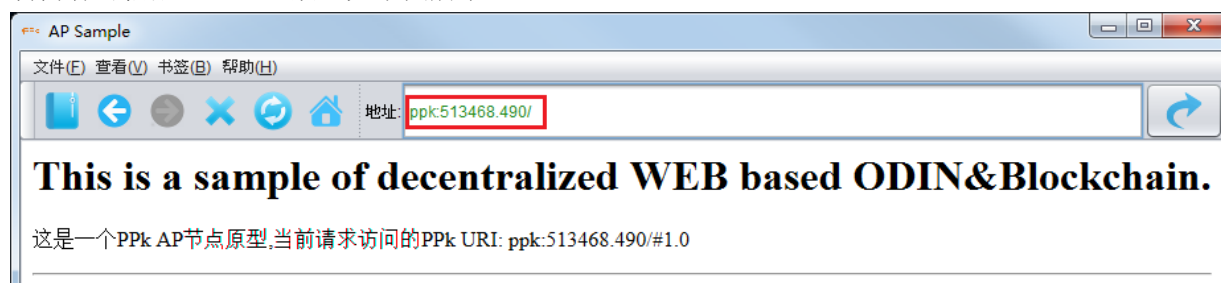 AP Sample
文件(F) 查看(V) 书签(B) 帮助(H)
地址: ppk:513468.490/
This is a sample of decentralized WEB based ODIN&Blockchain.
这是一个PPk AP节点原型,当前请求访问的PPk URI: ppk:513468.490/#1.0